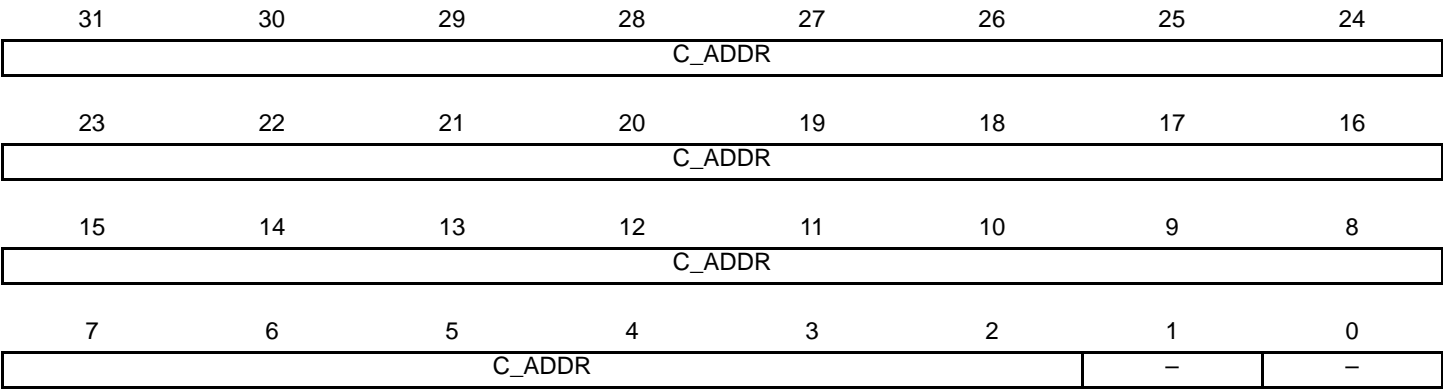 31 30 29 28 27 26 25 24
C_ADDR
23 22 21 20 19 18 17 16
C_ADDR
15 14 13 12 11 10 9 8
C_ADDR
7 6 5 4 3 2 1 0
C_ADDR – –